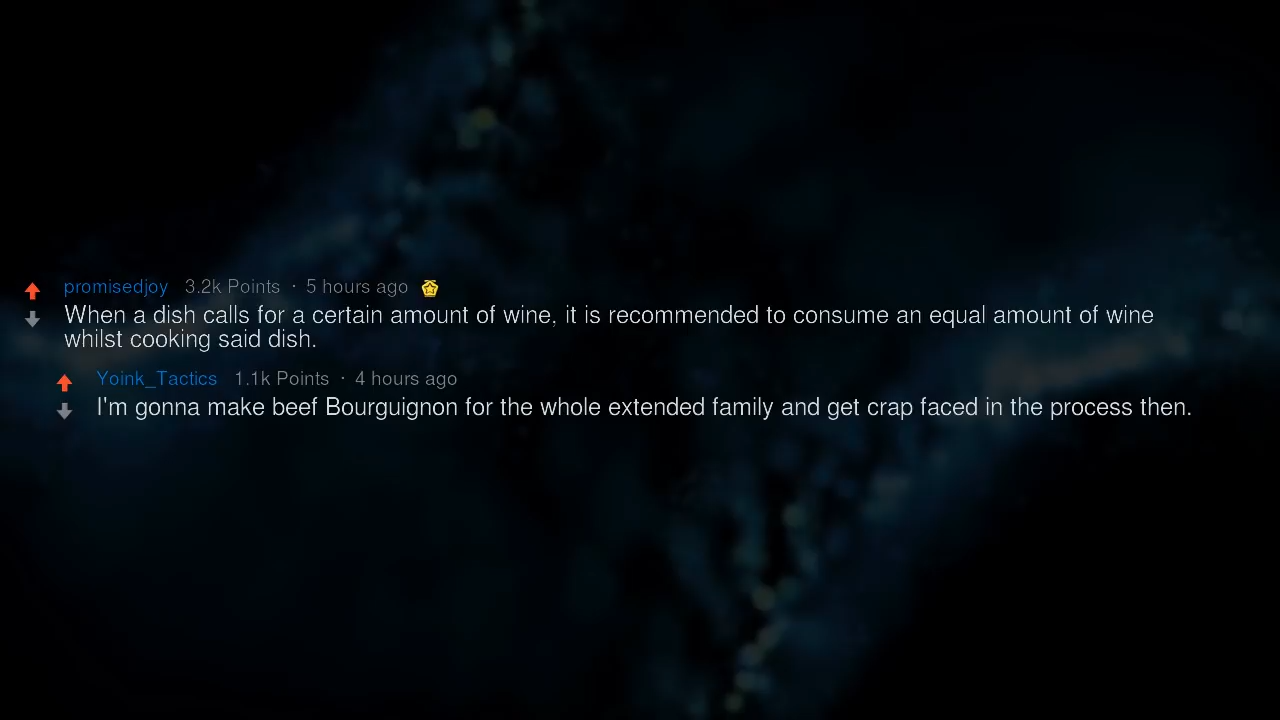 promisedjoy 3.2k Points · 5 hours ago
When a dish calls for a certain amount of wine, it is recommended to consume an equal amount of wine
whilst cooking said dish.
Yoink_Tactics 1.1k Points · 4 hours ago
I'm gonna make beef Bourguignon for the whole extended family and get crap faced in the process then.